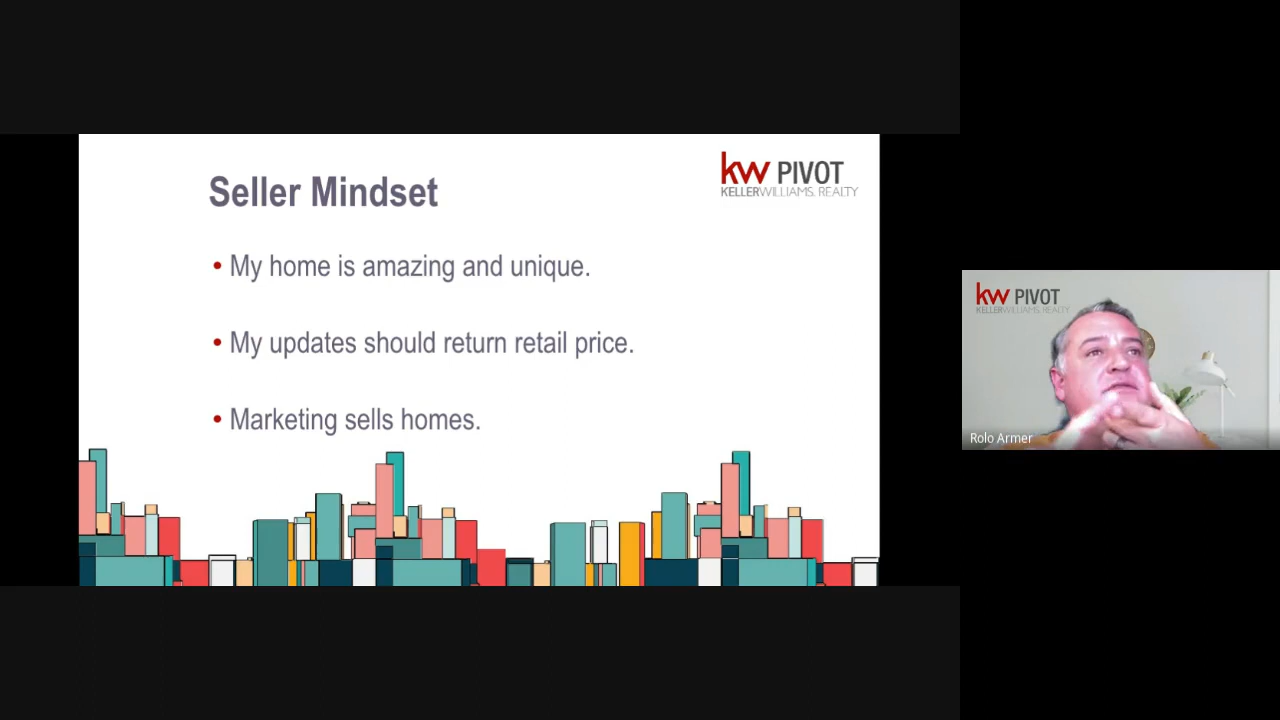 Seller Mindset
kw PIVOT
KELLERWILLIAMS. REALTY
• My home is amazing and unique.
• My updates should return retail price.
• Marketing sells homes.
kw PIVOT
KELLERWILLIAMS. REALTY
Rolo Armer